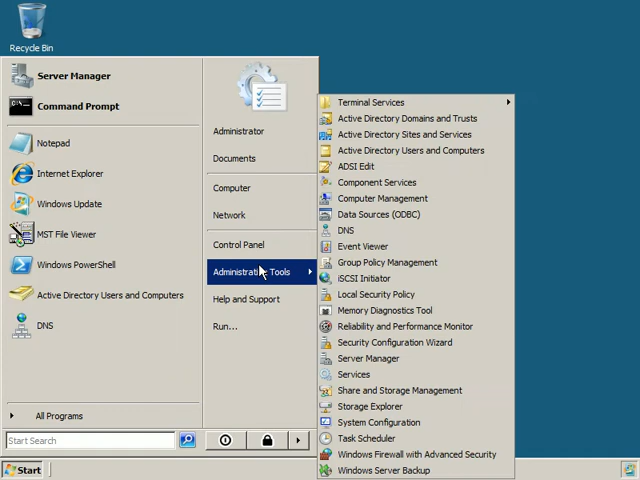 Recycle Bin
Server Manager
Command Prompt
Notepad
Internet Explorer
Windows Update
MST File Viewer
Windows PowerShell
Active Directory Users and Computers
DNS
All Programs
Start Search
Administrator
Documents
Computer
Network
Control Panel
Administrative Tools
Help and Support
Run...
Terminal Services
Active Directory Domains and Trusts
Active Directory Sites and Services
Active Directory Users and Computers
ADSI Edit
Component Services
Computer Management
Data Sources (ODBC)
DNS
Event Viewer
Group Policy Management
iSCSI Initiator
Local Security Policy
Memory Diagnostics Tool
Reliability and Performance Monitor
Security Configuration Wizard
Server Manager
Services
Share and Storage Management
Storage Explorer
System Configuration
Task Scheduler
Windows Firewall with Advanced Security
Windows Server Backup
Start